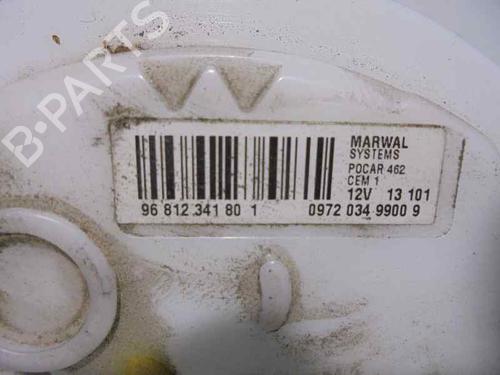 B-PARTS
MARWAL
SYSTEMS
POCAR 462
CEM 1
12V 13 101
96 812 341 80 1
0972 034 9900 9